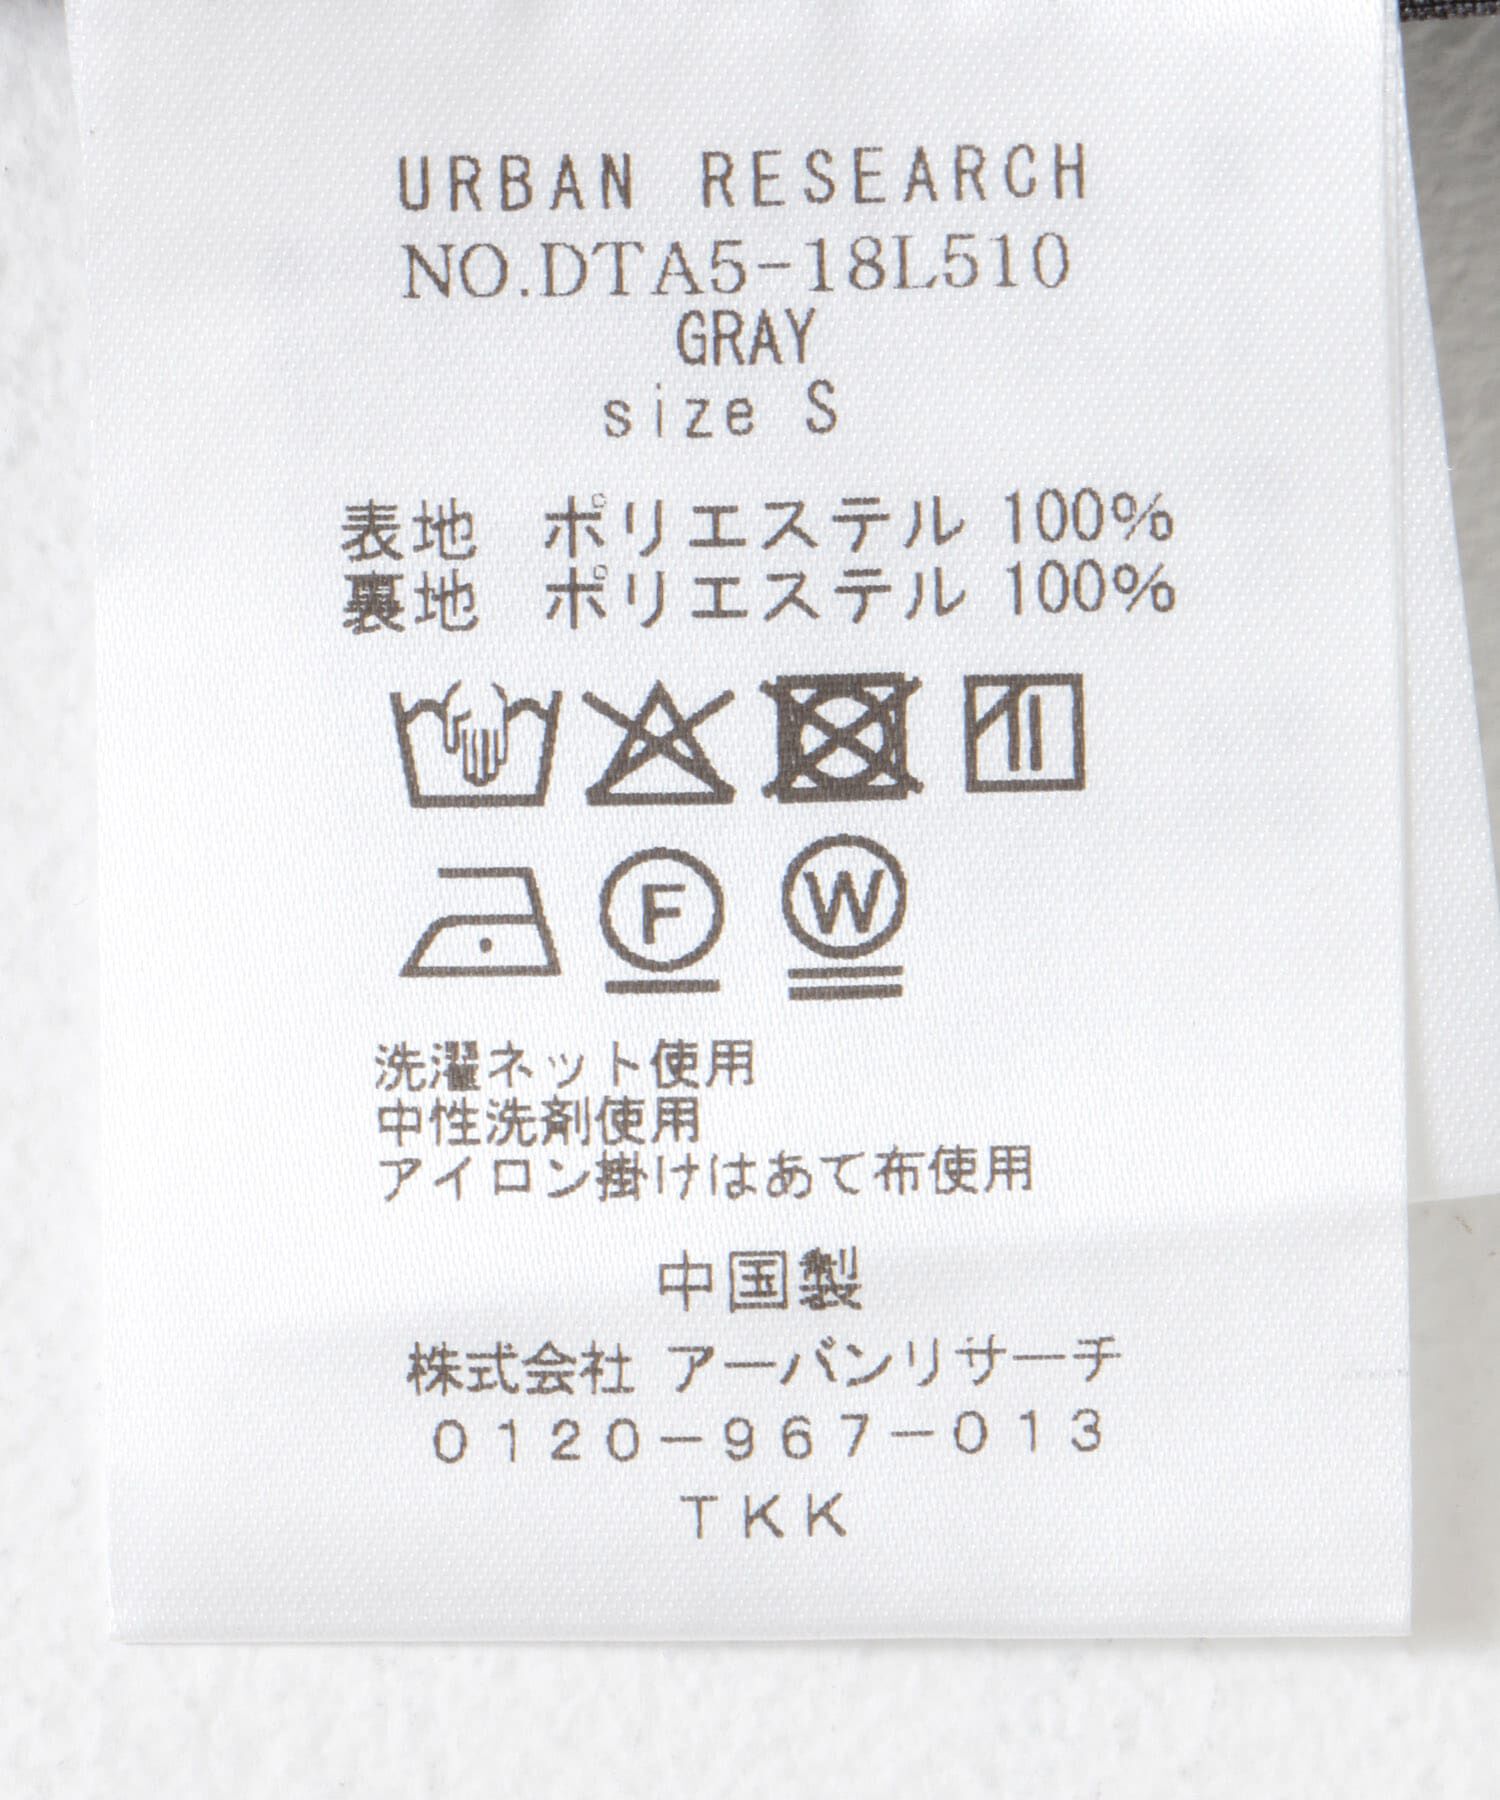 URBAN RESEARCH
NO.DTA5-18L510
GRAY
size S
表地 ポリエステル 100%
裏地 ポリエステル 100%
F W
洗濯ネット使用
中性洗剤使用
アイロン掛けはあて布使用
中国製
株式会社 アーバンリサーチ
0120-967-013
TKK